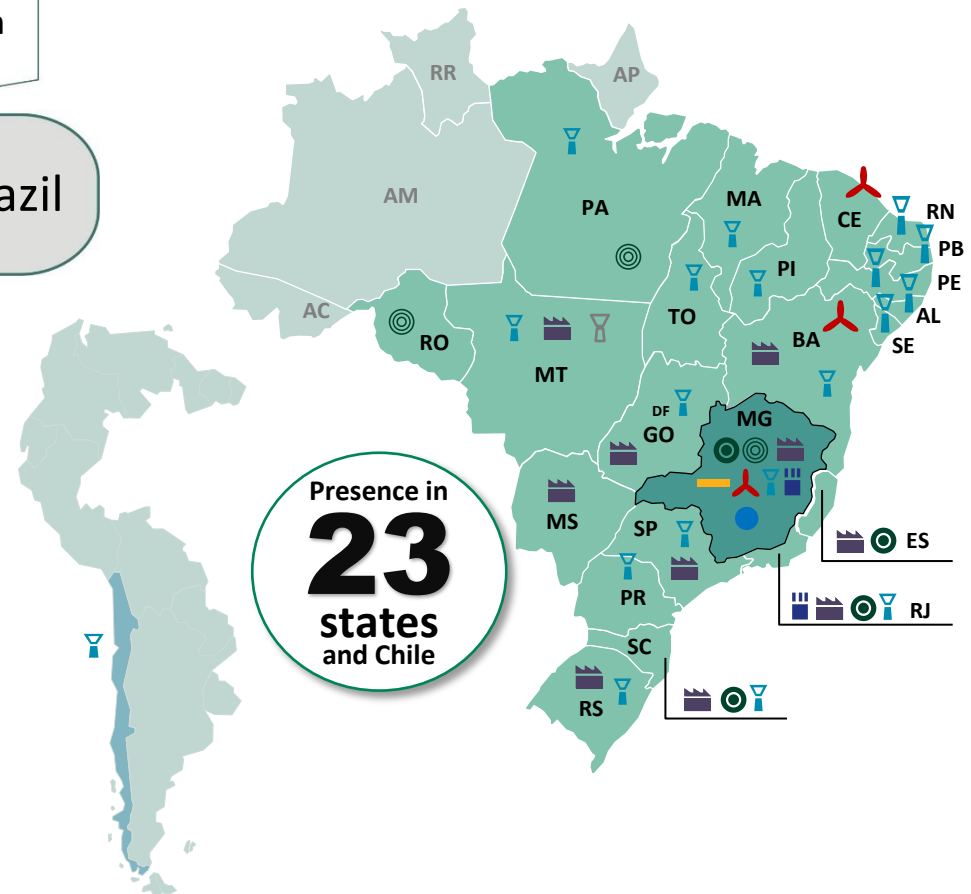 n
azil
RR
AP
AM
PA
MA
CE
RN
PB
PI
PE
AC
TO
AL
RO
BA
SE
MT
DF
GO
MG
Presence in
23
states
and Chile
MS
SP
ES
PR
RJ
SC
RS